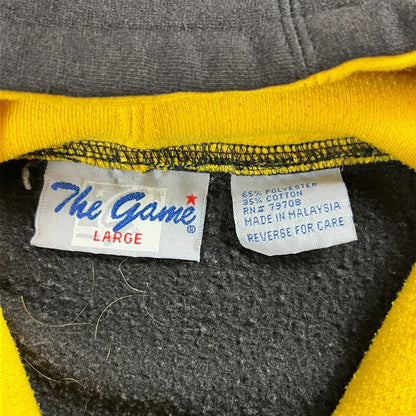 The Game
®
LARGE
65% POLYESTER
35% COTTON
RN# 79708
MADE IN MALAYSIA
REVERSE FOR CARE